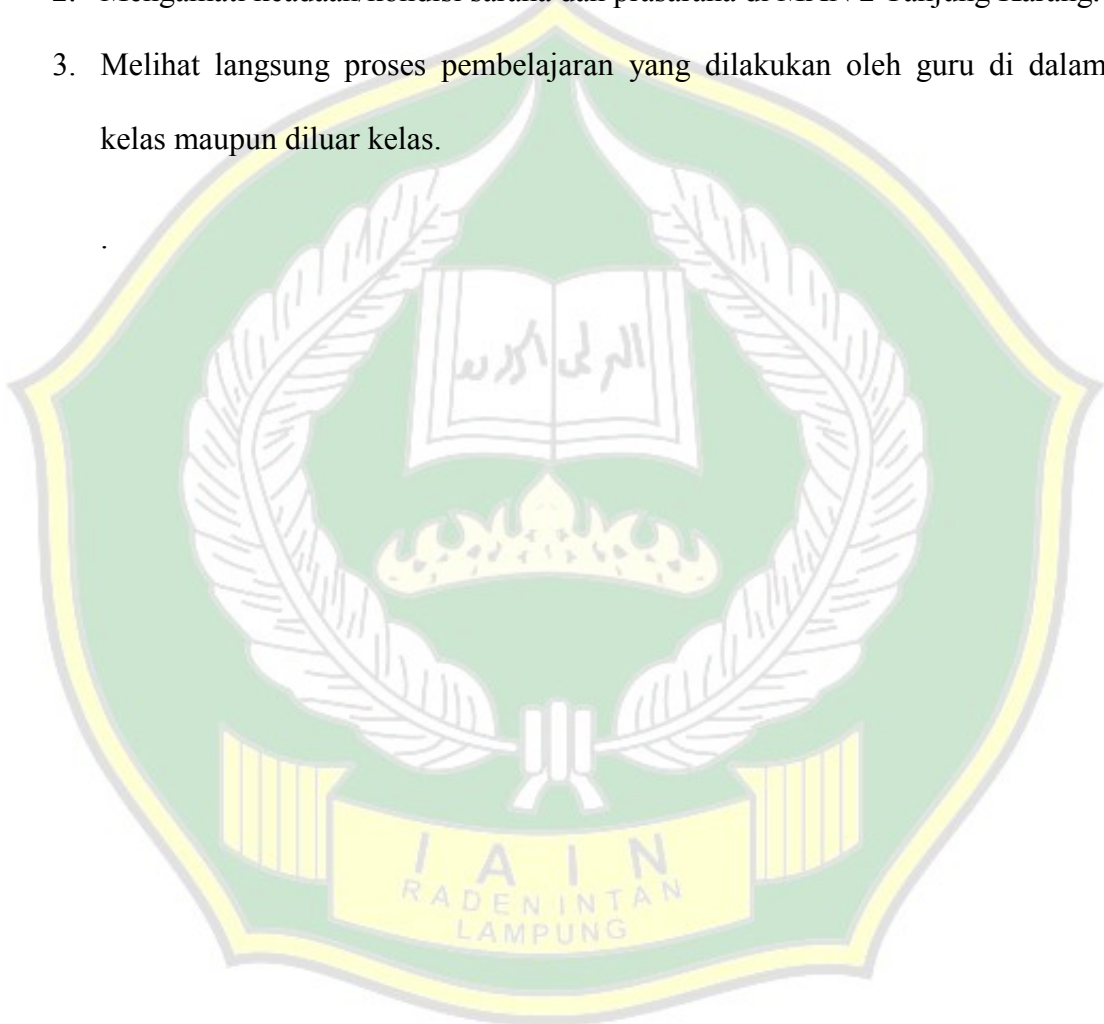 2. Mengamati keadaan/kondisi sarana dan prasarana di 2 Tanjung Karang.
3. Melihat langsung proses pembelajaran yang dilakukan oleh guru di dalam
kelas maupun diluar kelas.
.
IAIN
RADEN INTAN
LAMPUNG